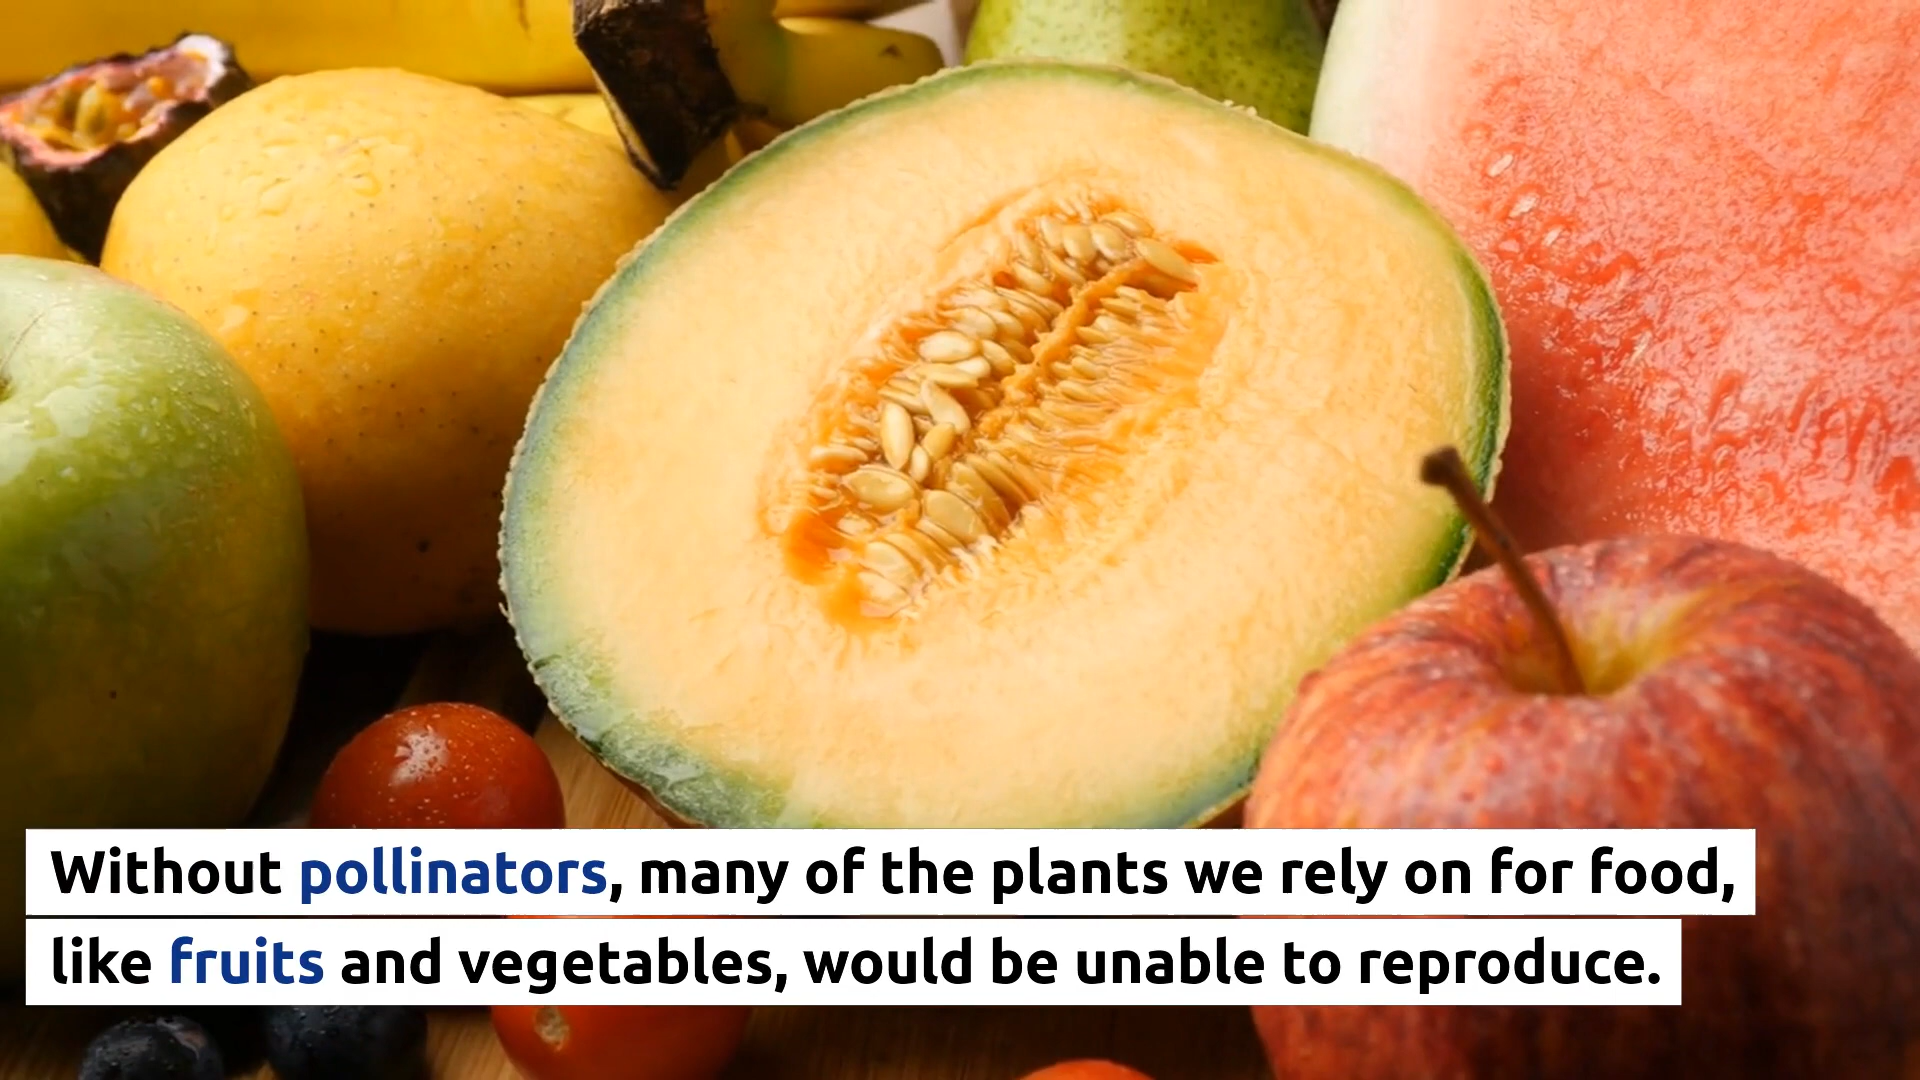 Without pollinators, many of the plants we rely on for food,
like fruits and vegetables, would be unable to reproduce.